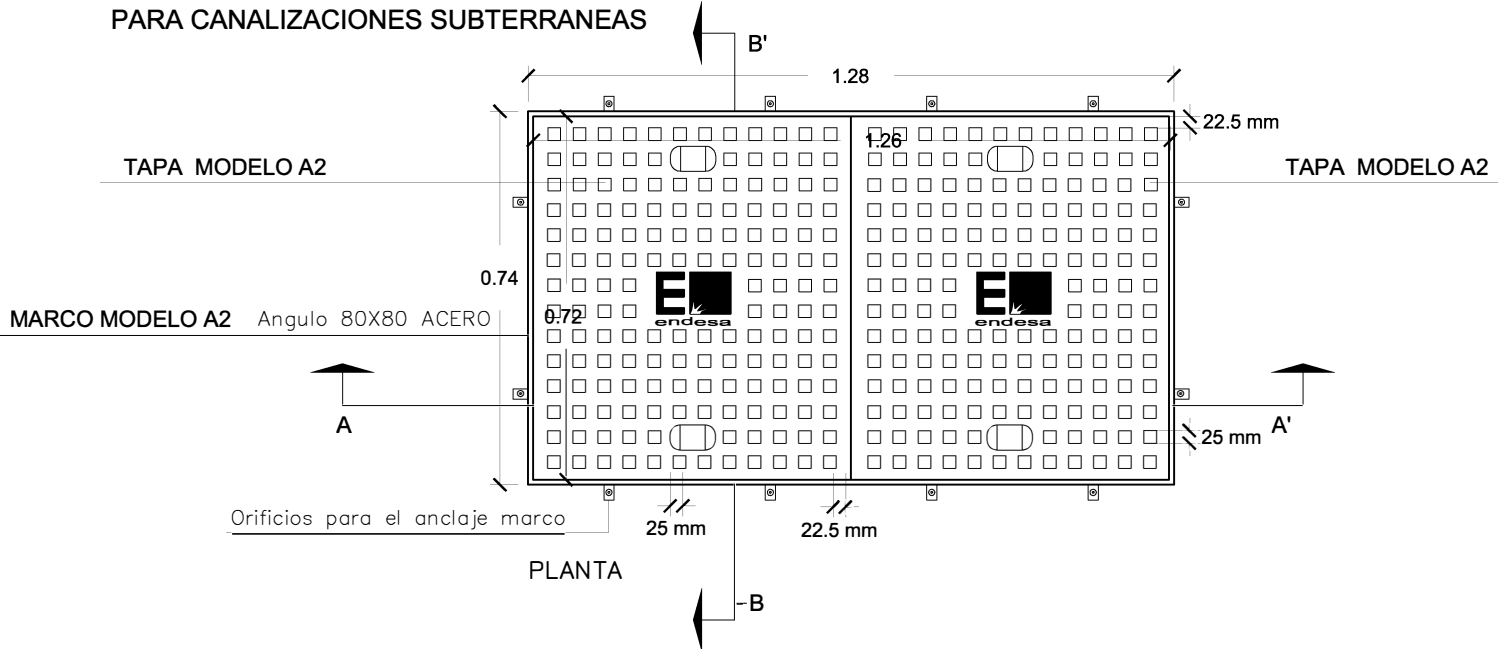 PARA CANALIZACIONES SUBTERRANEAS
B'
1.28
22.5 mm
1.26
TAPA MODELO A2
TAPA MODELO A2
0.74
MARCO MODELO A2 Angulo 80X80 ACERO
0.72
E
endesa
E
endesa
A
A'
25 mm
Orificios para el anclaje marco
25 mm
22.5 mm
PLANTA
B